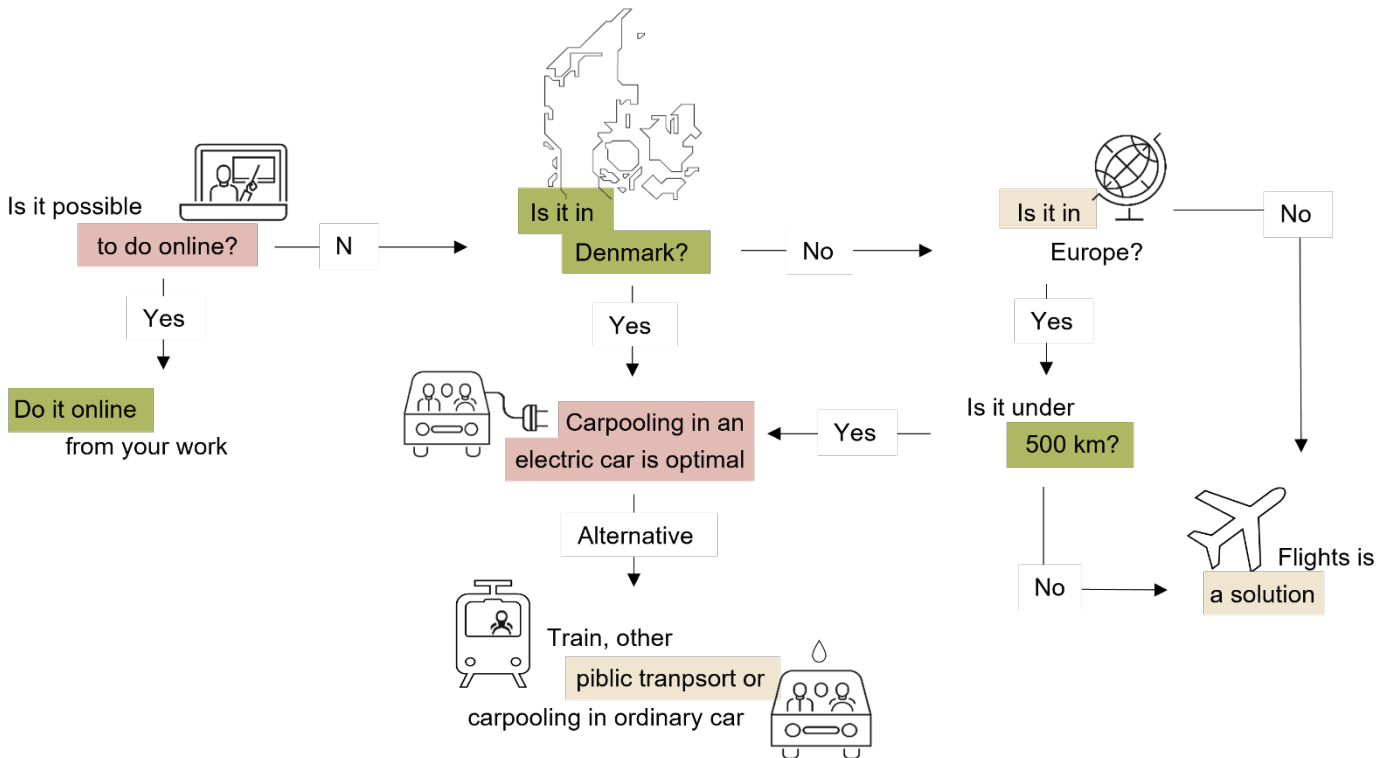 Is it possible
to do online?
N
Yes
Do it online
from your work
Is it in
Denmark?
No
Yes
Carpooling in an
electric car is optimal
Alternative
Train, other
piblic tranpsort or
carpooling in ordinary car
Is it in
Europe?
No
Yes
Is it under
500 km?
Yes
No
Flights is
a solution